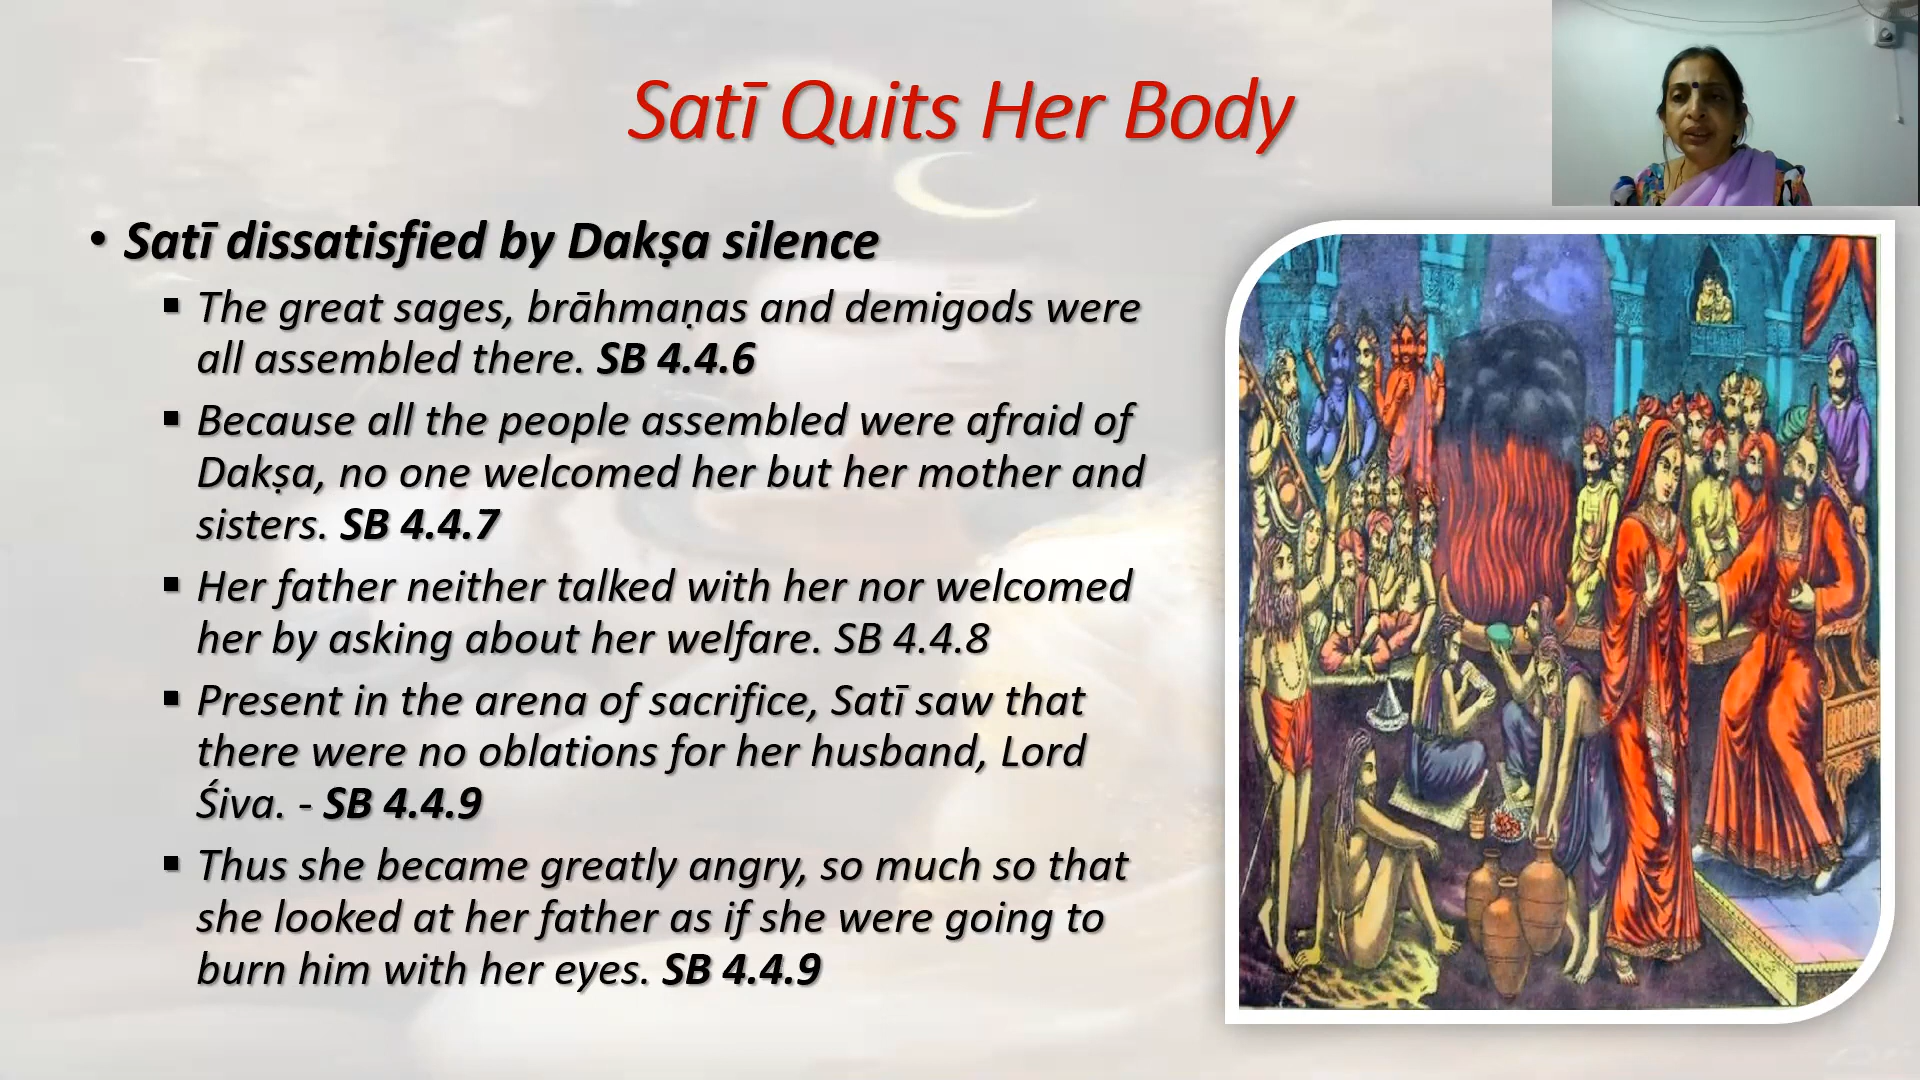 Satī Quits Her Body
• Satī dissatisfied by Dakṣa silence
▪ The great sages, brāhmaṇas and demigods were
all assembled there. SB 4.4.6
▪ Because all the people assembled were afraid of
Dakṣa, no one welcomed her but her mother and
sisters. SB 4.4.7
▪ Her father neither talked with her nor welcomed
her by asking about her welfare. SB 4.4.8
▪ Present in the arena of sacrifice, Satī saw that
there were no oblations for her husband, Lord
Śiva. - SB 4.4.9
▪ Thus she became greatly angry, so much so that
she looked at her father as if she were going to
burn him with her eyes. SB 4.4.9